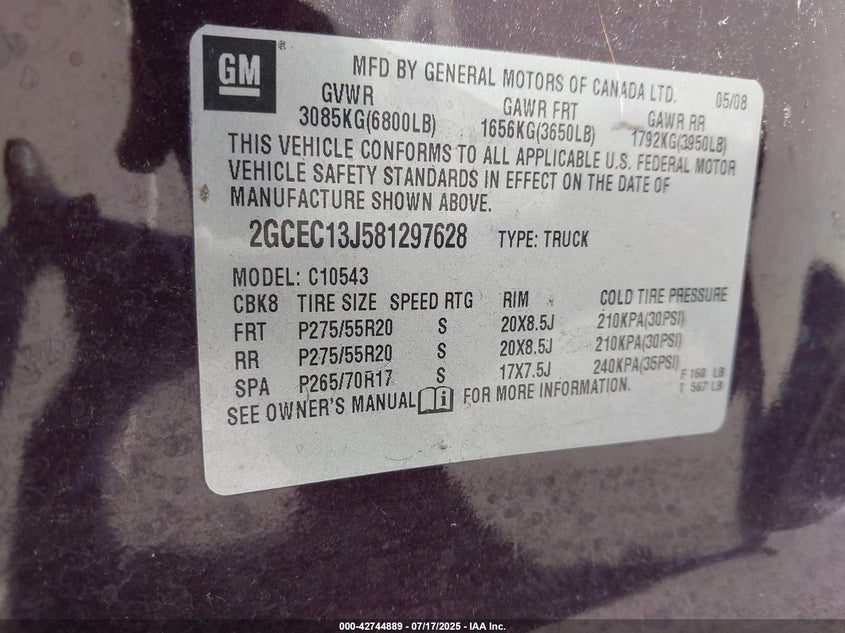 GM ®
MFD BY GENERAL MOTORS OF CANADA LTD. 05/08
GVWR GAWR FRT GAWR RR
3085KG(6800LB) 1656KG(3650LB) 1792KG(3950LB)
THIS VEHICLE CONFORMS TO ALL APPLICABLE U.S. FEDERAL MOTOR
VEHICLE SAFETY STANDARDS IN EFFECT ON THE DATE OF
MANUFACTURE SHOWN ABOVE.
2GCEC13J581297628 TYPE: TRUCK
MODEL: C10543
CBK8 TIRE SIZE SPEED RTG RIM COLD TIRE PRESSURE
FRT P275/55R20 S 20X8.5J 210KPA(30PSI)
RR P275/55R20 S 20X8.5J 210KPA(30PSI)
SPA P265/70R17 S 17X7.5J 240KPA(35PSI)
F 160 LB
T 567 LB
SEE OWNER'S MANUAL i FOR MORE INFORMATION.
000-42744889 / 07/17/2025 - IAA Inc.